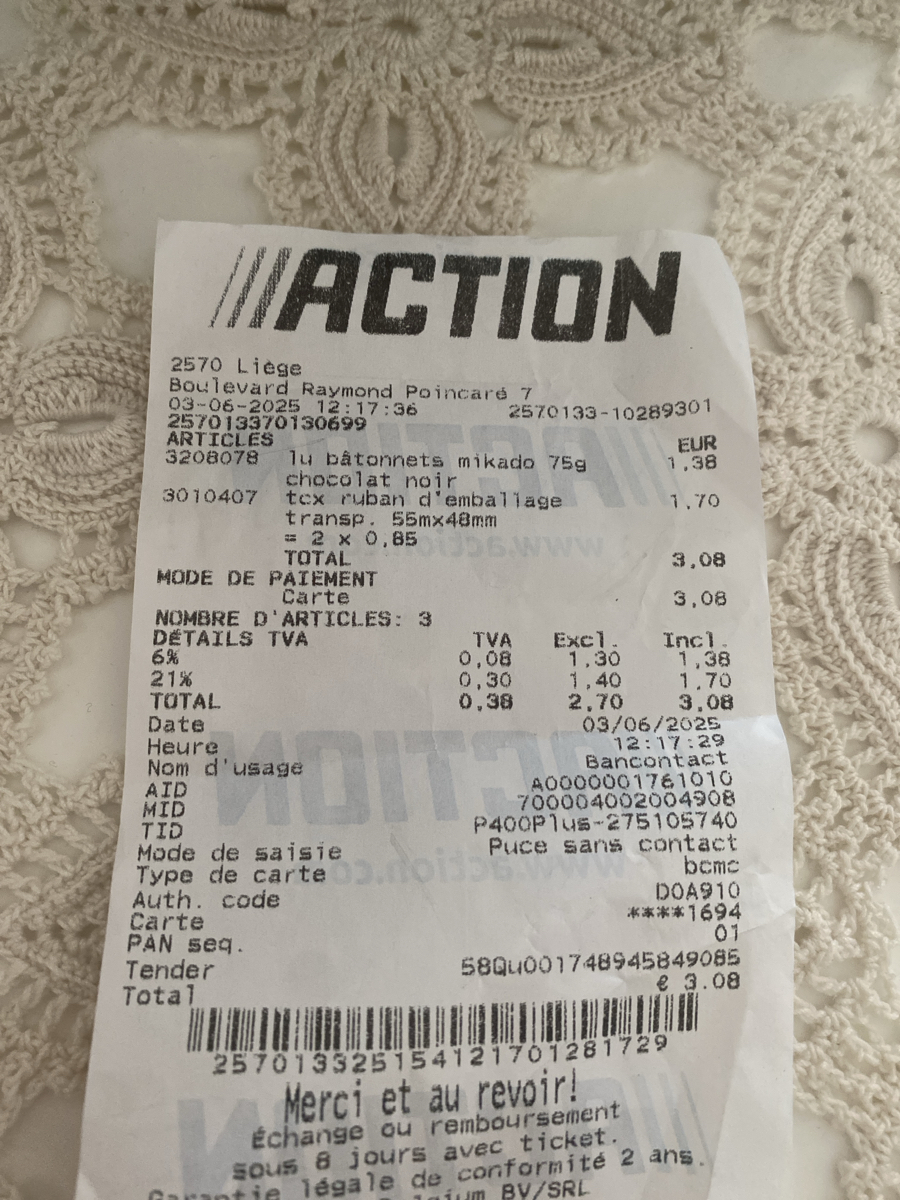 ACTION
2570 Liège
Boulevard Raymond Poincaré 7
03-06-2025 12:17:36 2570133-10289301
257013370130699
ARTICLES EUR
3208078 lu bâtonnets mikado 75g 1,38
chocolat noir
3010407 tcx ruban d'emballage 1,70
transp. 55mx48mm
= 2 x 0,85
TOTAL 3,08
MODE DE PAIEMENT
Carte 3,08
NOMBRE D'ARTICLES: 3
DÉTAILS TVA TVA Excl. Incl.
6% 0,08 1,30 1,38
21% 0,30 1,40 1,70
TOTAL 0,38 2,70 3,08
Date 03/06/2025
Heure 12:17:29
Nom d'usage Bancontact
AID A0000001761010
MID 700004002004908
TID P400Plus-275105740
Mode de saisie Puce sans contact
Type de carte bcmc
Auth. code D0A910
Carte ****1694
PAN seq. 01
Tender 58Qu001748945849085
Total € 3.08
2570133251541217012817 29
Merci et au revoir!
Échange ou remboursement
sous 8 jours avec ticket.
Garantie légale de conformité 2 ans.
BV/SRL